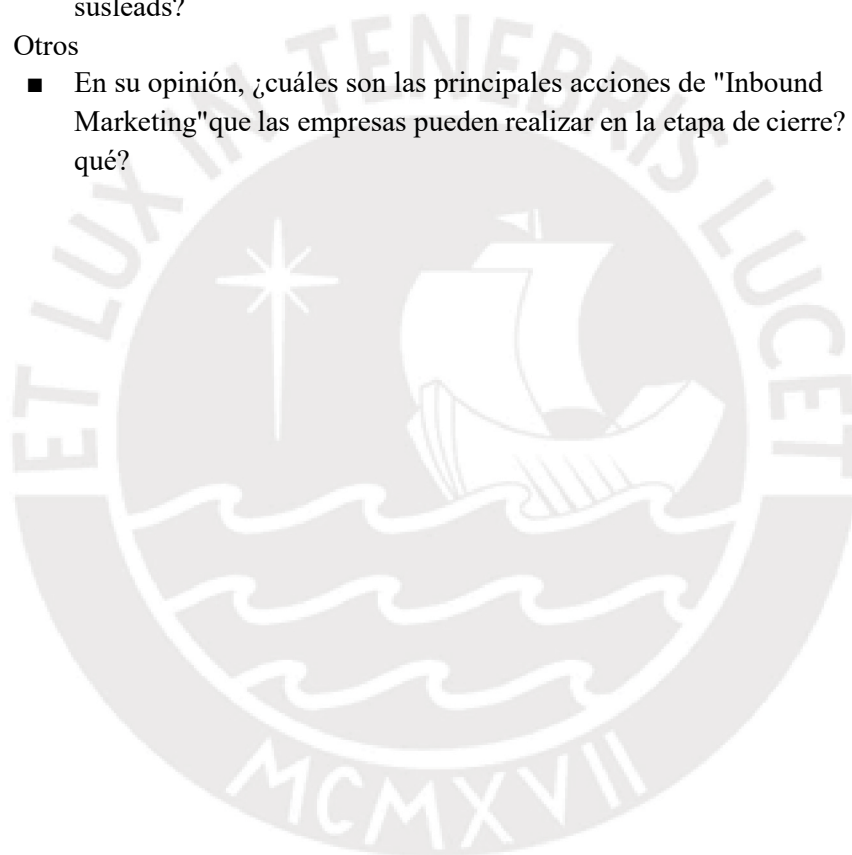 susleads?
Otros
■ En su opinión, ¿cuáles son las principales acciones de "Inbound
Marketing"que las empresas pueden realizar en la etapa de cierre?
qué?
ET LUX IN TENEBRIS LUCET
MCMXVII